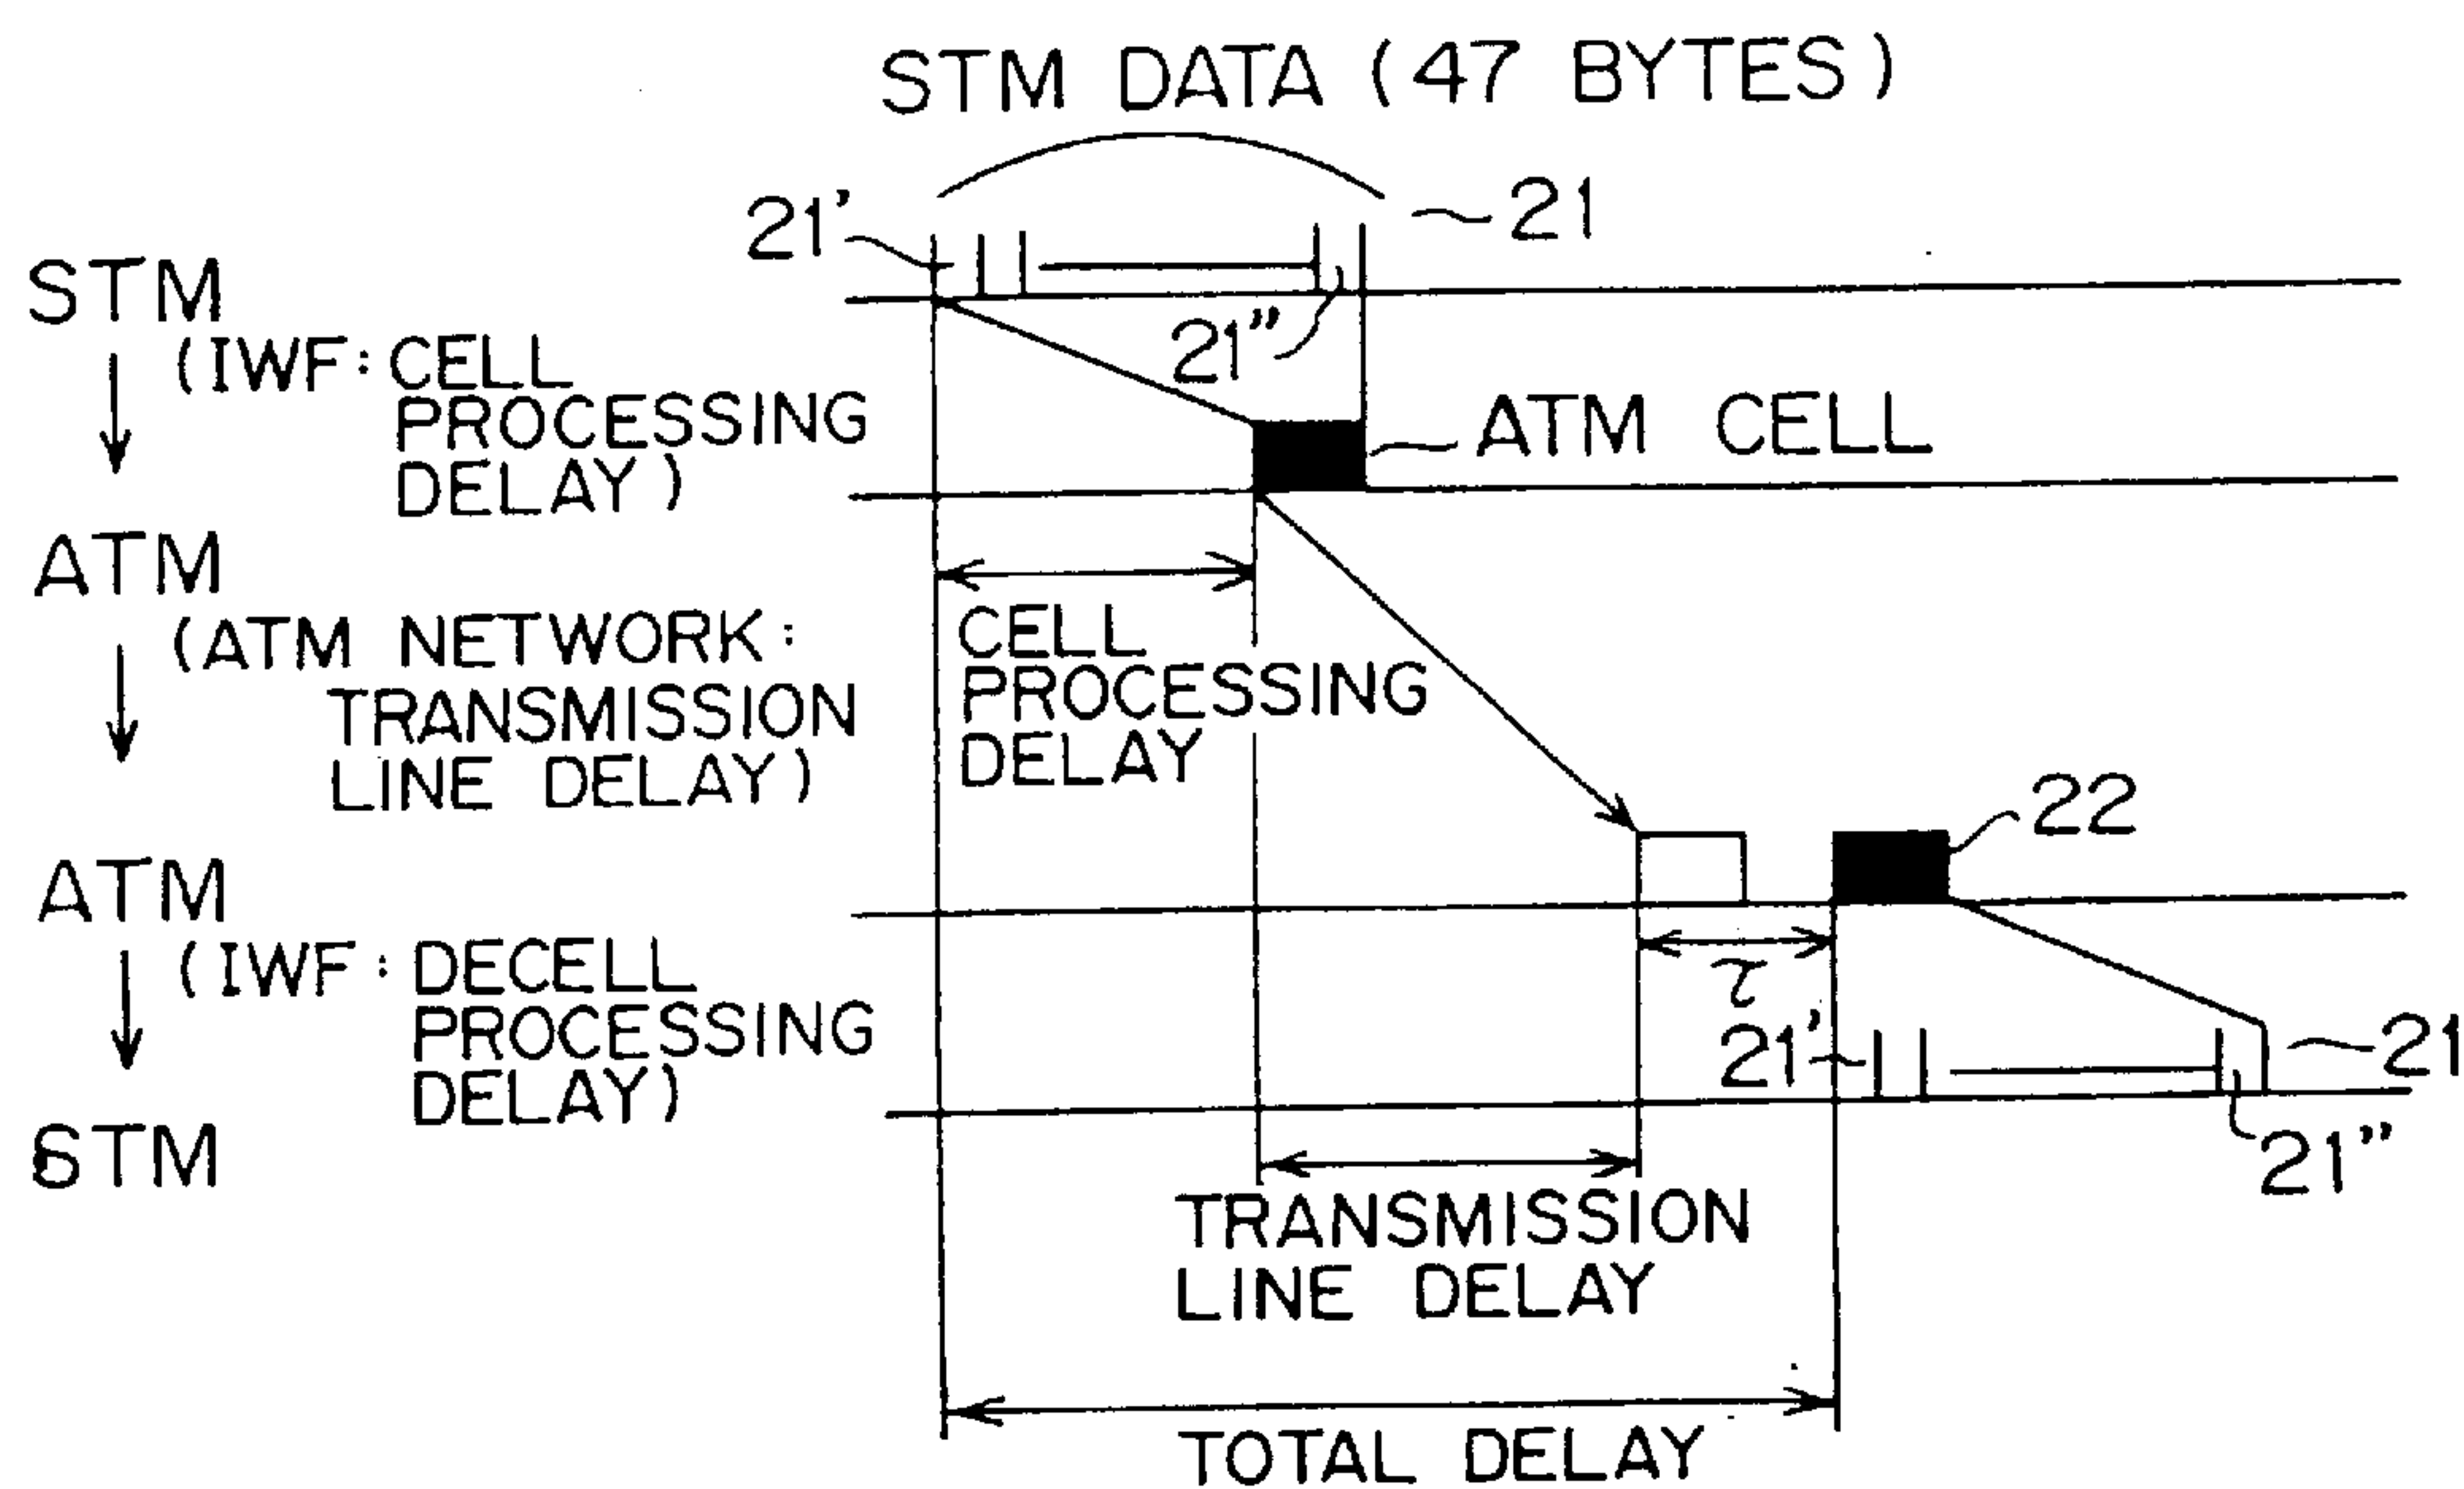 STM DATA (47 BYTES)
21'
21
STM
(IWF: CELL
PROCESSING
DELAY)
21"
ATM CELL
ATM
(ATM NETWORK:
TRANSMISSION
LINE DELAY)
CELL
PROCESSING
DELAY
22
ATM
(IWF: DECELL
PROCESSING
DELAY)
τ
21'
21
21"
STM
TRANSMISSION
LINE DELAY
TOTAL DELAY